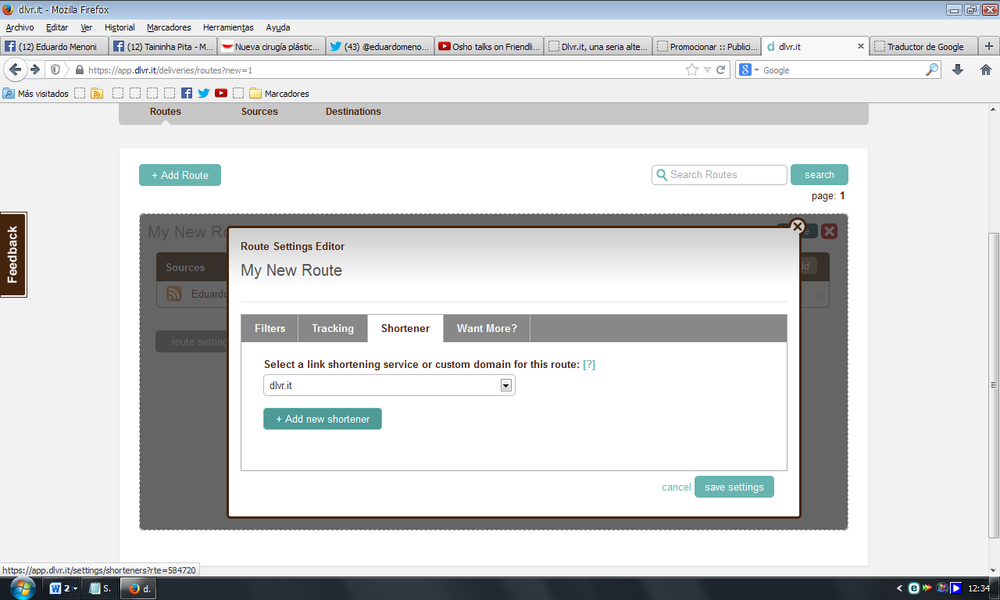 dlvr.it - Mozilla Firefox
Archivo Editar Ver Historial Marcadores Herramientas Ayuda
(12) Eduardo Menoni
(12) Taininha Pita - M...
Nueva cirugía plástic...
(43) @eduardomeno...
Osho talks on Friendli...
Dlvr.it, una seria alte...
Promocionar :: Publici...
dlvr.it
Traductor de Google
https://app.dlvr.it/deliveries/routes?new=1
Google
Más visitados
Marcadores
Routes Sources Destinations
+ Add Route
Search Routes
search
page: 1
Feedback
My New Ro
Sources
Eduardo
route setting
Route Settings Editor
My New Route
Filters Tracking Shortener Want More?
Select a link shortening service or custom domain for this route: [?]
dlvr.it
+ Add new shortener
cancel save settings
https://app.dlvr.it/settings/shorteners?rte=584720
2
S.
d.
12:34